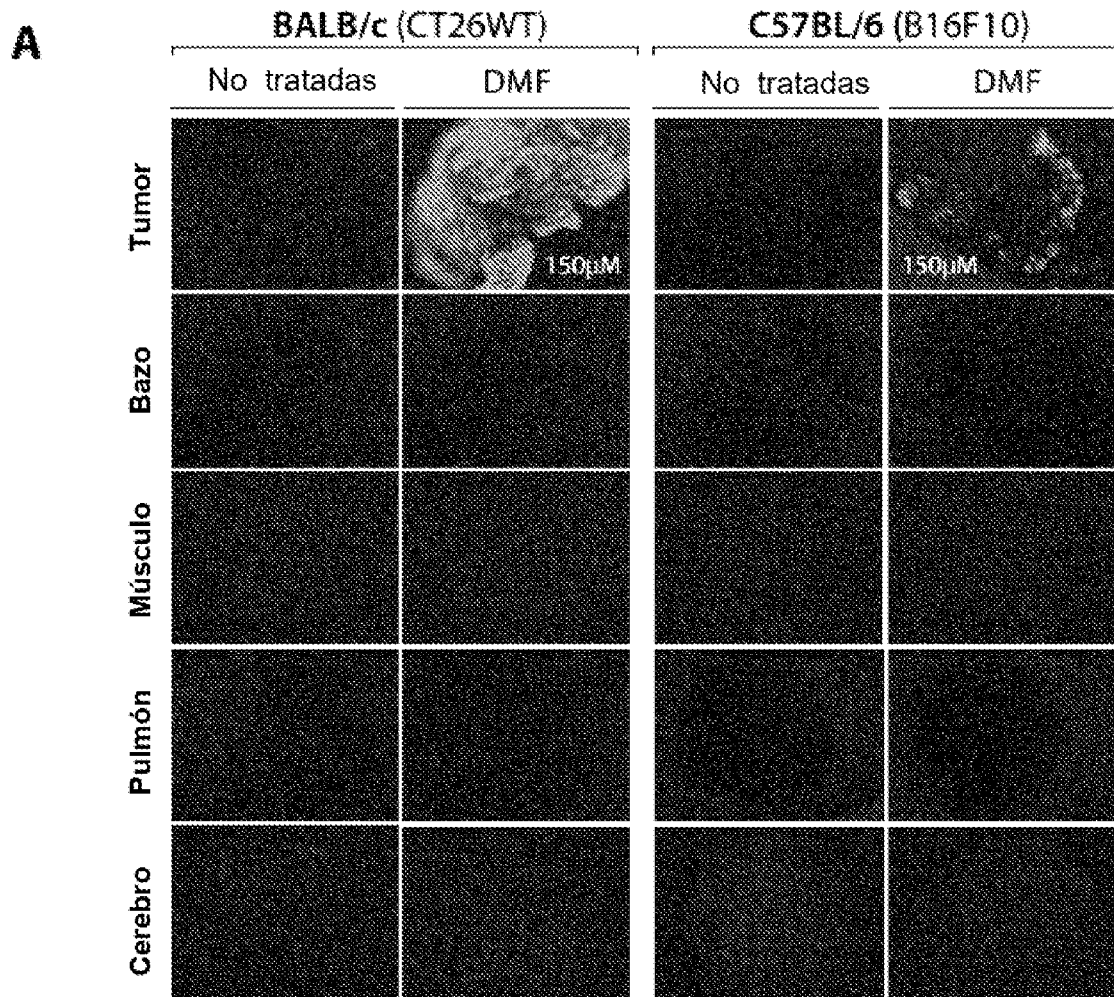 A
BALB/c (CT26WT) C57BL/6 (B16F10)
No tratadas DMF No tratadas DMF
Tumor
150μM 150μM
Bazo
Músculo
Pulmón
Cerebro